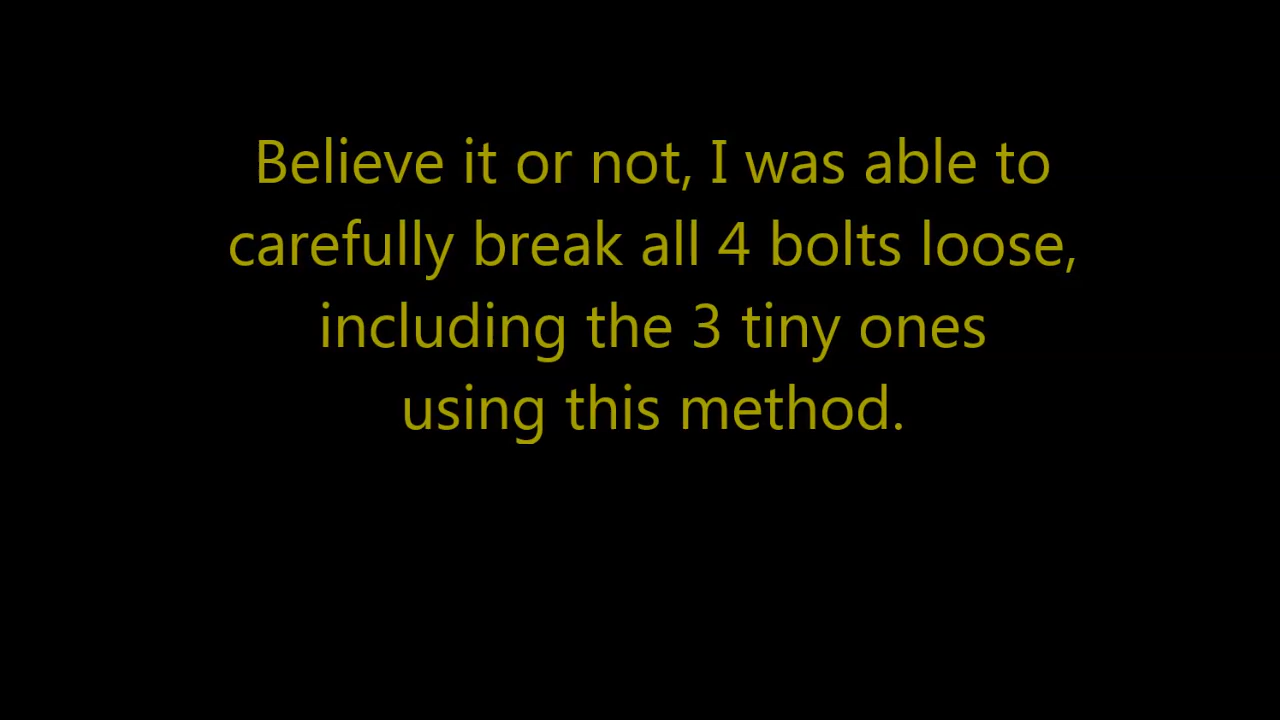 Believe it or not, I was able to
carefully break all 4 bolts loose,
including the 3 tiny ones
using this method.